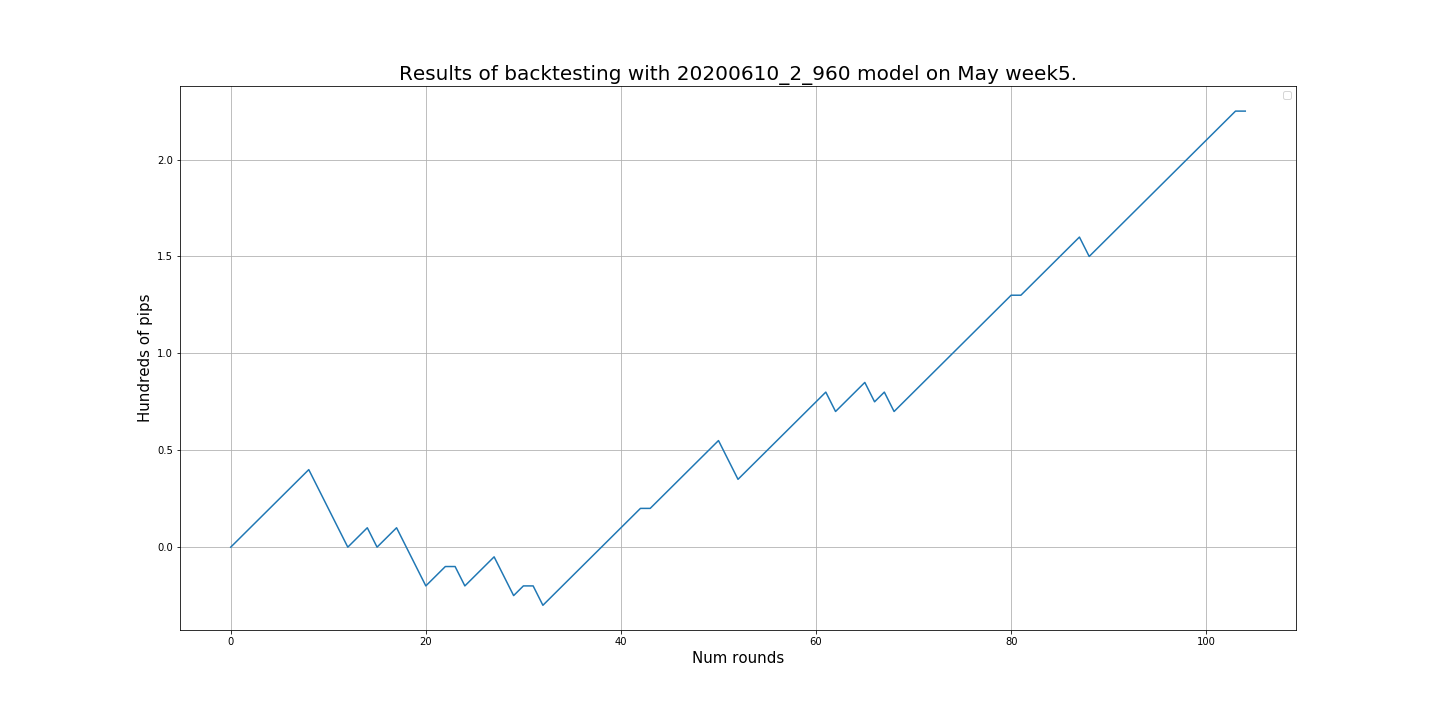 Results of backtesting with 20200610_2_960 model on May week5.
2.0
1.5
1.0
0.5
0.0
Hundreds of pips
0 20 40 60 80 100
Num rounds